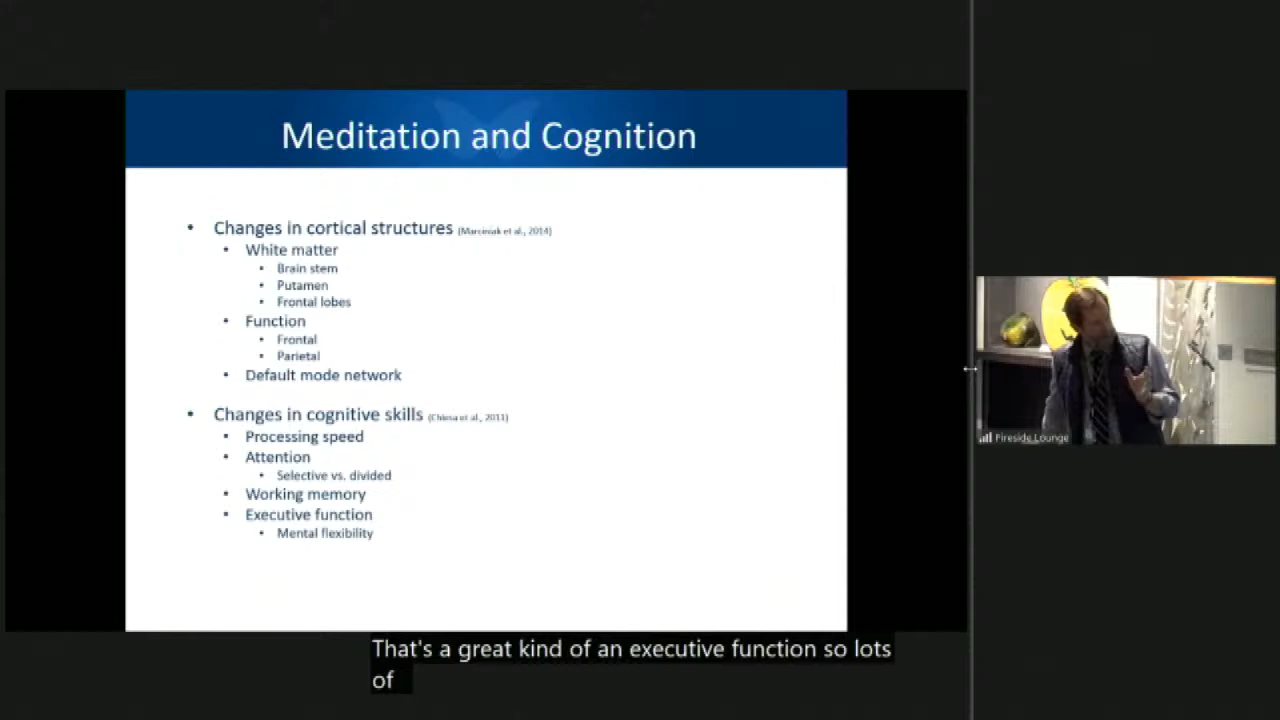 Meditation and Cognition
• Changes in cortical structures (Marciniak et al., 2014)
• White matter
• Brain stem
• Putamen
• Frontal lobes
• Function
• Frontal
• Parietal
• Default mode network
• Changes in cognitive skills (Chiesa et al., 2011)
• Processing speed
• Attention
• Selective vs. divided
• Working memory
• Executive function
• Mental flexibility
Fireside Lounge
That's a great kind of an executive function so lots
of